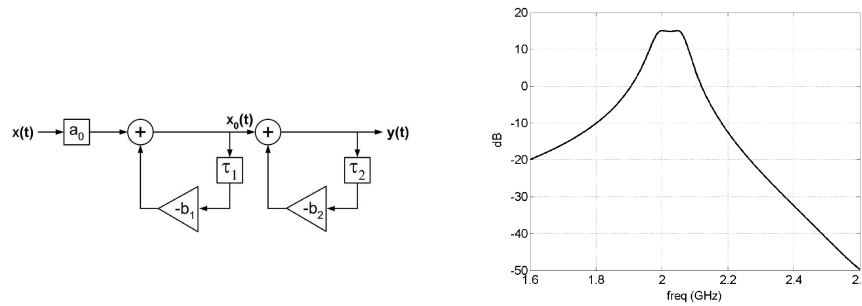 x(t)
a0
+
x0(t)
+
y(t)
τ1
τ2
-b1
-b2
20
10
0
-10
-20
-30
-40
-50
dB
1.6
1.8
2
2.2
2.4
2.
freq (GHz)